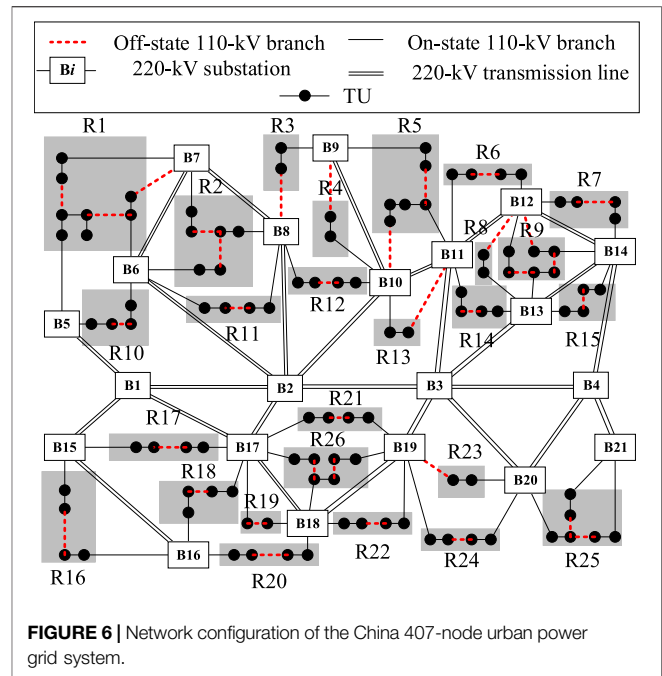 Off-state 110-kV branch
On-state 110-kV branch
Bi
220-kV substation
220-kV transmission line
TU
R1
R2
R3
R4
R5
R6
R7
R8
R9
R10
R11
R12
R13
R14
R15
R16
R17
R18
R19
R20
R21
R22
R23
R24
R25
R26
B1
B2
B3
B4
B5
B6
B7
B8
B9
B10
B11
B12
B13
B14
B15
B16
B17
B18
B19
B20
B21
FIGURE 6 | Network configuration of the China 407-node urban power
grid system.